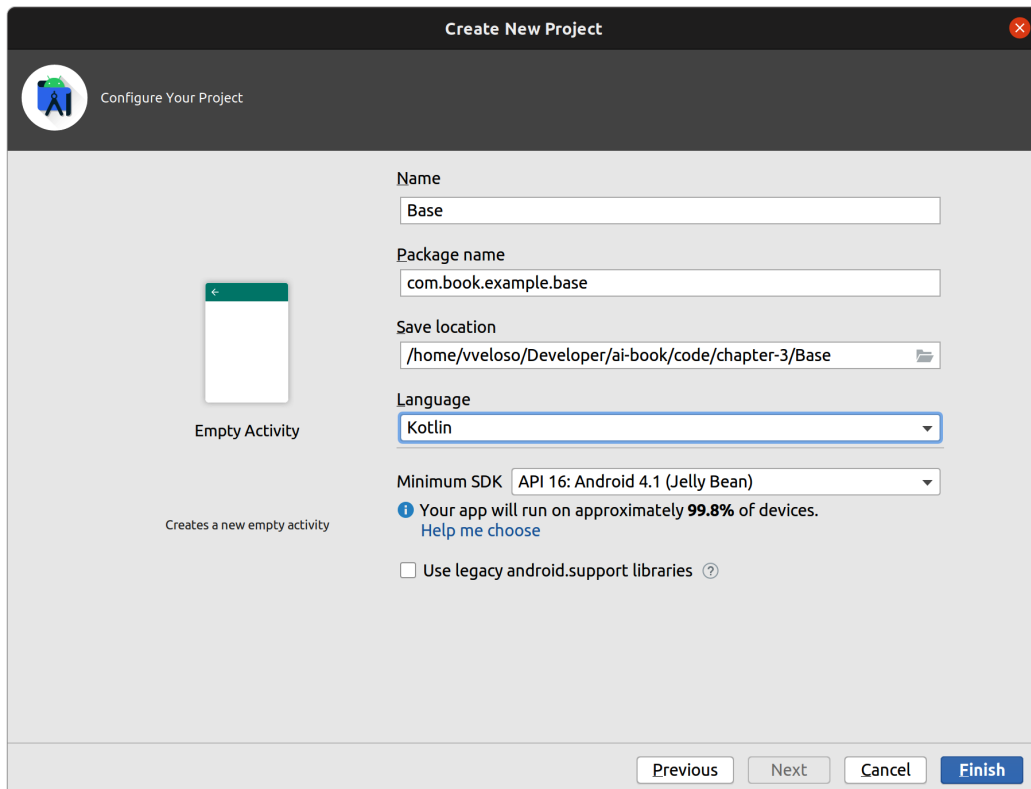 Create New Project
Configure Your Project
Name
Base
Package name
com.book.example.base
Save location
/home/vveloso/Developer/ai-book/code/chapter-3/Base
Language
Kotlin
Empty Activity
Minimum SDK API 16: Android 4.1 (Jelly Bean)
Your app will run on approximately 99.8% of devices.
Help me choose
Creates a new empty activity
Use legacy android.support libraries ?
Previous Next Cancel Finish